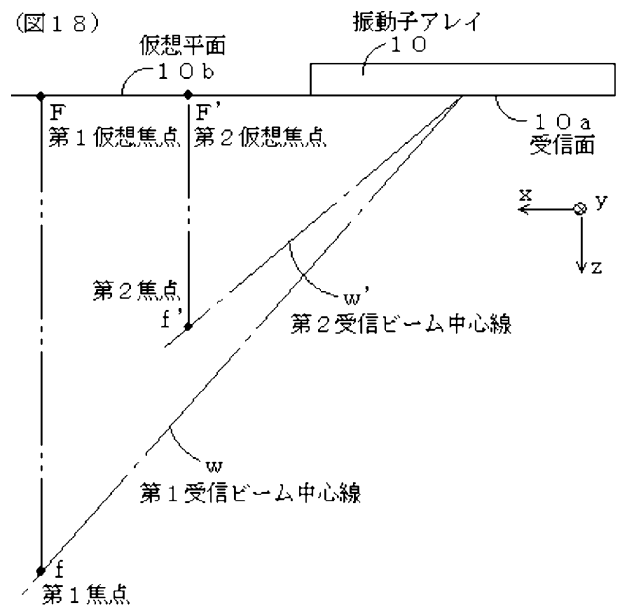 (図18)
振動子アレイ
10
仮想平面
10b
F
第1仮想焦点
F'
第2仮想焦点
10a
受信面
x
y
z
第2焦点
f'
w'
第2受信ビーム中心線
w
第1受信ビーム中心線
f
第1焦点